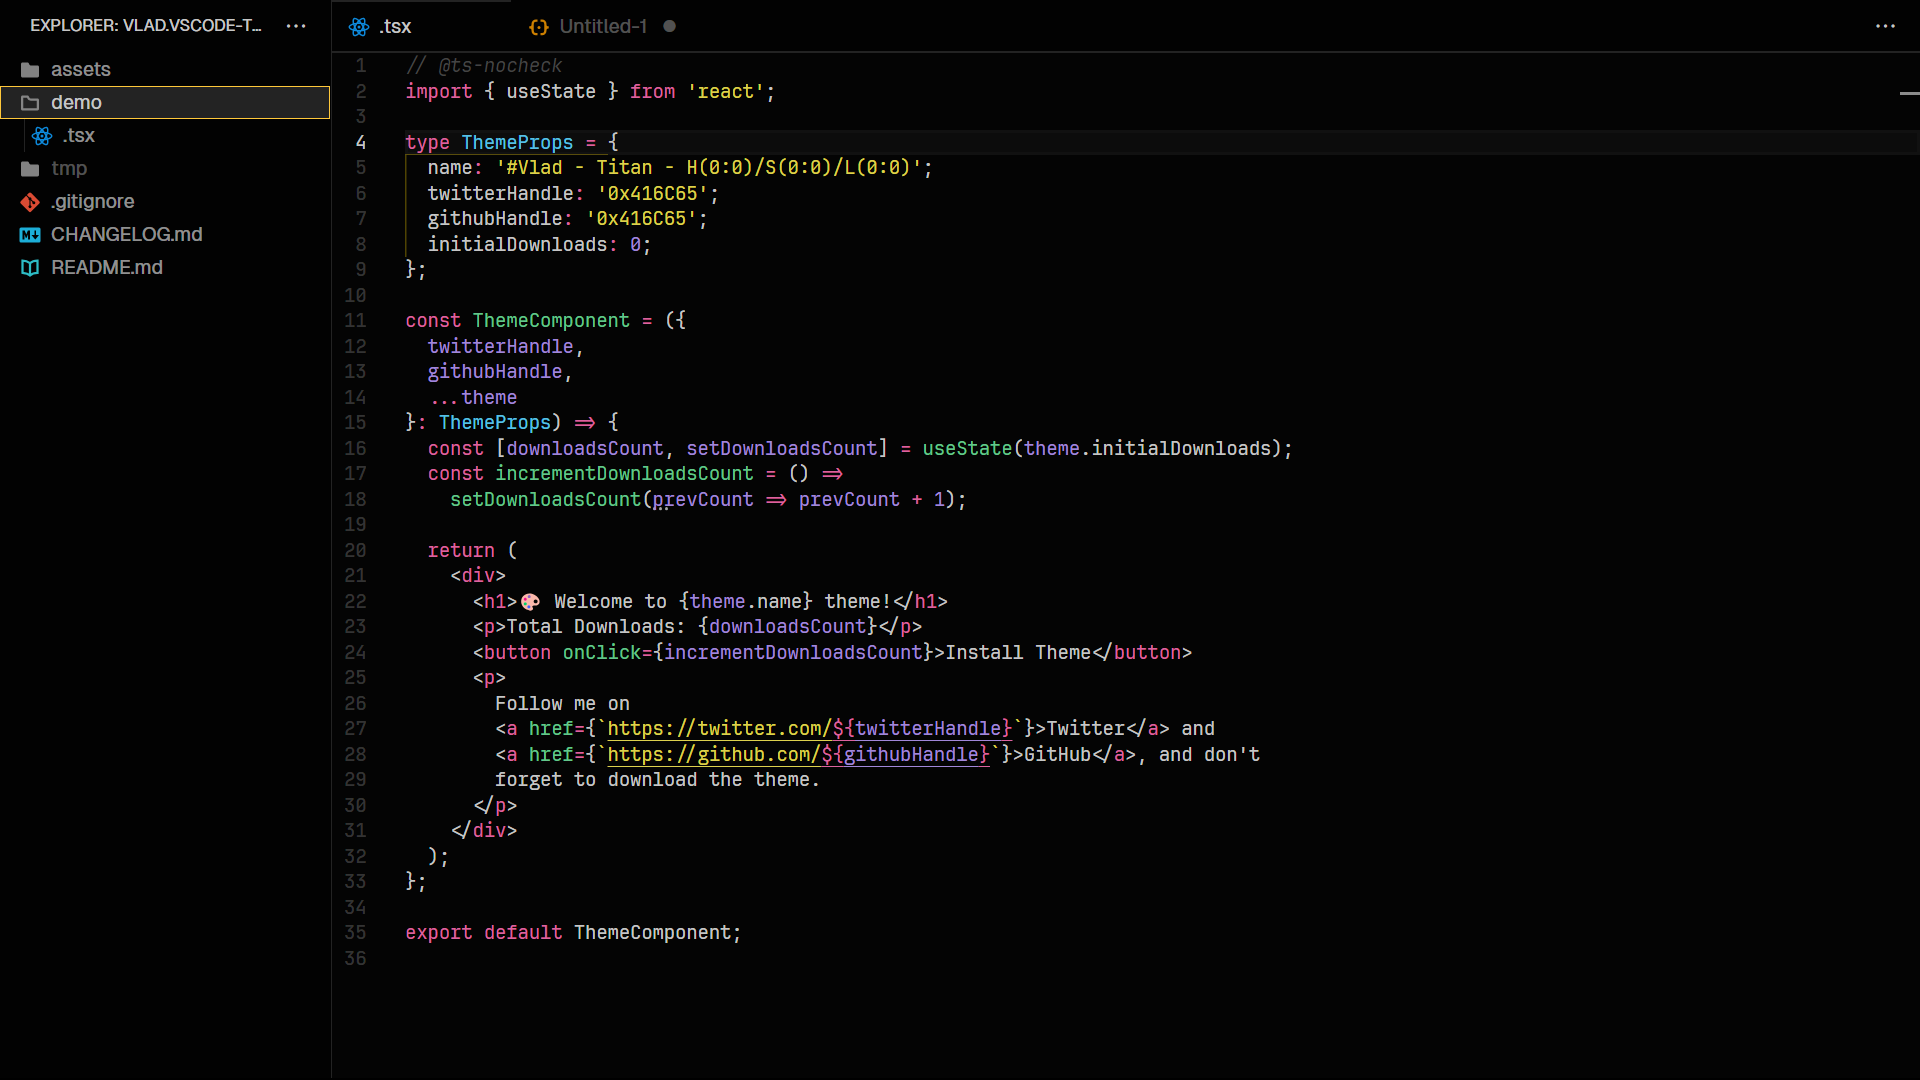 EXPLORER: VLAD.VSCODE-T...
assets
demo
.tsx
tmp
.gitignore
CHANGELOG.md
README.md
.tsx
Untitled-1
1 // @ts-nocheck
2 import { useState } from 'react';
3
4 type ThemeProps = {
5   name: '#Vlad - Titan - H(0:0)/S(0:0)/L(0:0)';
6   twitterHandle: '0x416C65';
7   githubHandle: '0x416C65';
8   initialDownloads: 0;
9 };
10
11 const ThemeComponent = ({
12   twitterHandle,
13   githubHandle,
14   ...theme
15 }: ThemeProps) => {
16   const [downloadsCount, setDownloadsCount] = useState(theme.initialDownloads);
17   const incrementDownloadsCount = () =>
18     setDownloadsCount(prevCount => prevCount + 1);
19
20   return (
21     <div>
22       <h1>🎨 Welcome to {theme.name} theme!</h1>
23       <p>Total Downloads: {downloadsCount}</p>
24       <button onClick={incrementDownloadsCount}>Install Theme</button>
25       <p>
26         Follow me on
27         <a href={`https://twitter.com/${twitterHandle}`}>Twitter</a> and
28         <a href={`https://github.com/${githubHandle}`}>GitHub</a>, and don't
29         forget to download the theme.
30       </p>
31     </div>
32   );
33 };
34
35 export default ThemeComponent;
36